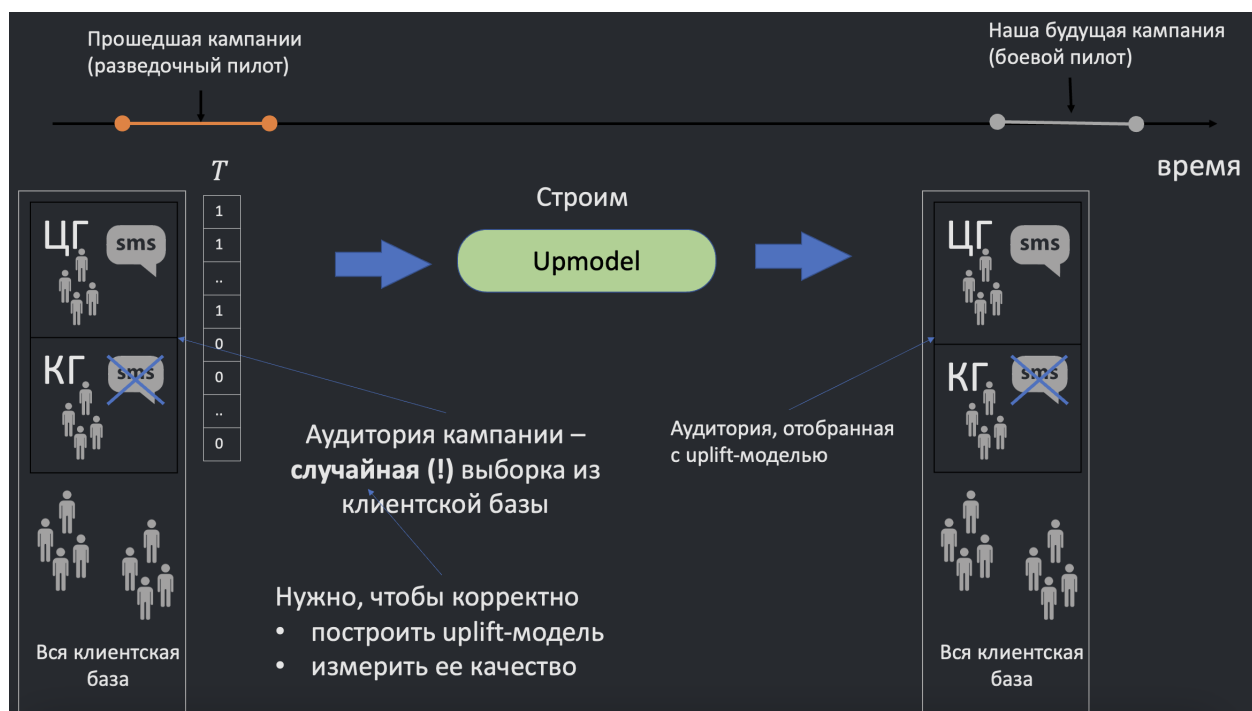 Прошедшая кампании
(разведочный пилот)
Наша будущая кампания
(боевой пилот)
время
T
1
1
..
1
0
0
..
0
ЦГ
sms
КГ
sms
Вся клиентская
база
Строим
Upmodel
Аудитория кампании –
случайная (!) выборка из
клиентской базы
Нужно, чтобы корректно
• построить uplift-модель
• измерить ее качество
Аудитория, отобранная
с uplift-моделью
ЦГ
sms
КГ
sms
Вся клиентская
база